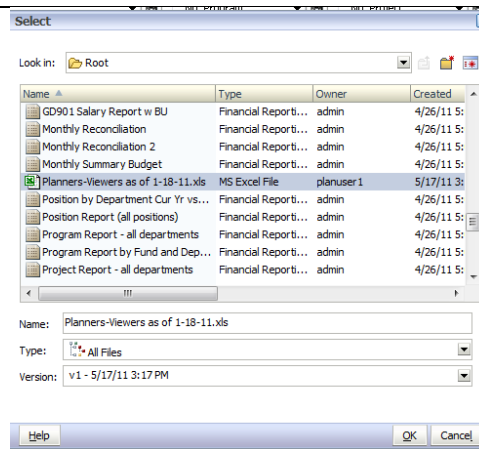 Select
Look in: Root
Name Type Owner Created
GD901 Salary Report w BU Financial Reporti... admin 4/26/11 5:
Monthly Reconciliation Financial Reporti... admin 4/26/11 5:
Monthly Reconciliation 2 Financial Reporti... admin 4/26/11 5:
Monthly Summary Budget Financial Reporti... admin 4/26/11 5:
Planners-Viewers as of 1-18-11.xls MS Excel File planuser1 5/17/11 3:
Position by Department Cur Yr vs... Financial Reporti... admin 4/26/11 5:
Position Report (all positions) Financial Reporti... admin 4/26/11 5:
Program Report - all departments Financial Reporti... admin 4/26/11 5:
Program Report by Fund and Dep... Financial Reporti... admin 4/26/11 5:
Project Report - all departments Financial Reporti... admin 4/26/11 5:
Name: Planners-Viewers as of 1-18-11.xls
Type: All Files
Version: v1 - 5/17/11 3:17 PM
Help OK Cancel